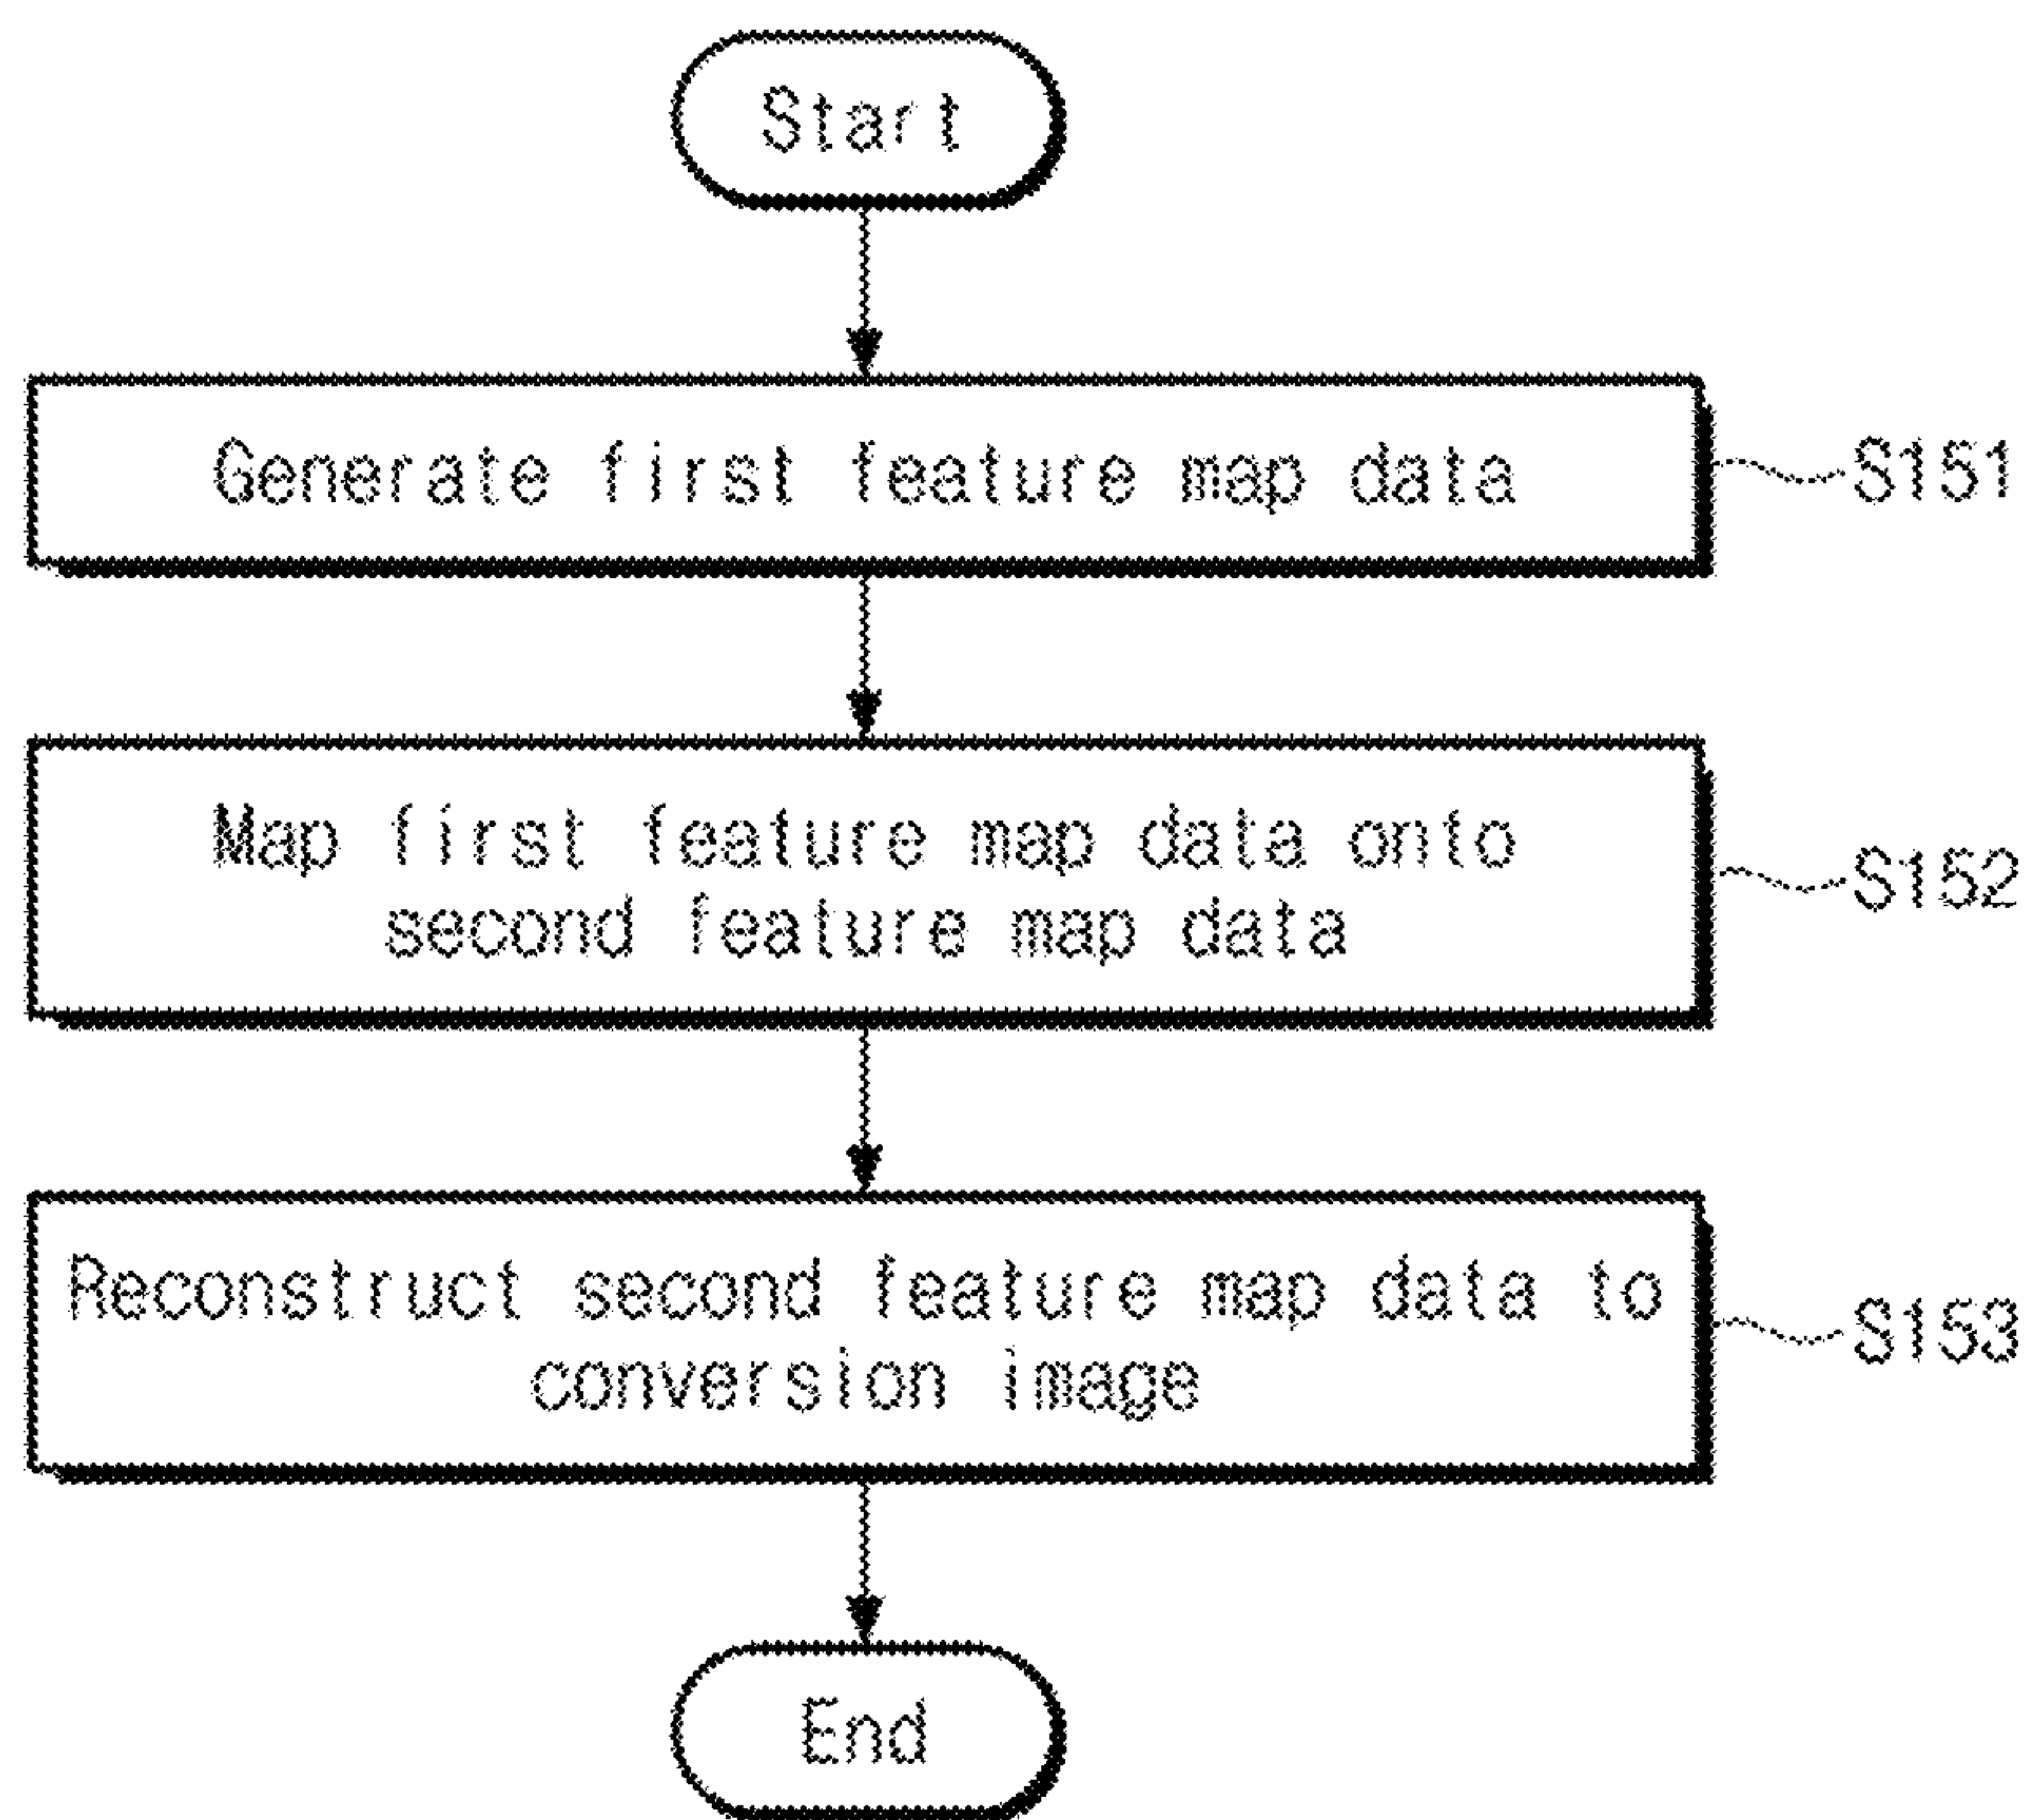 Start
Generate first feature map data
S151
Map first feature map data onto
second feature map data
S152
Reconstruct second feature map data to
conversion image
S153
End